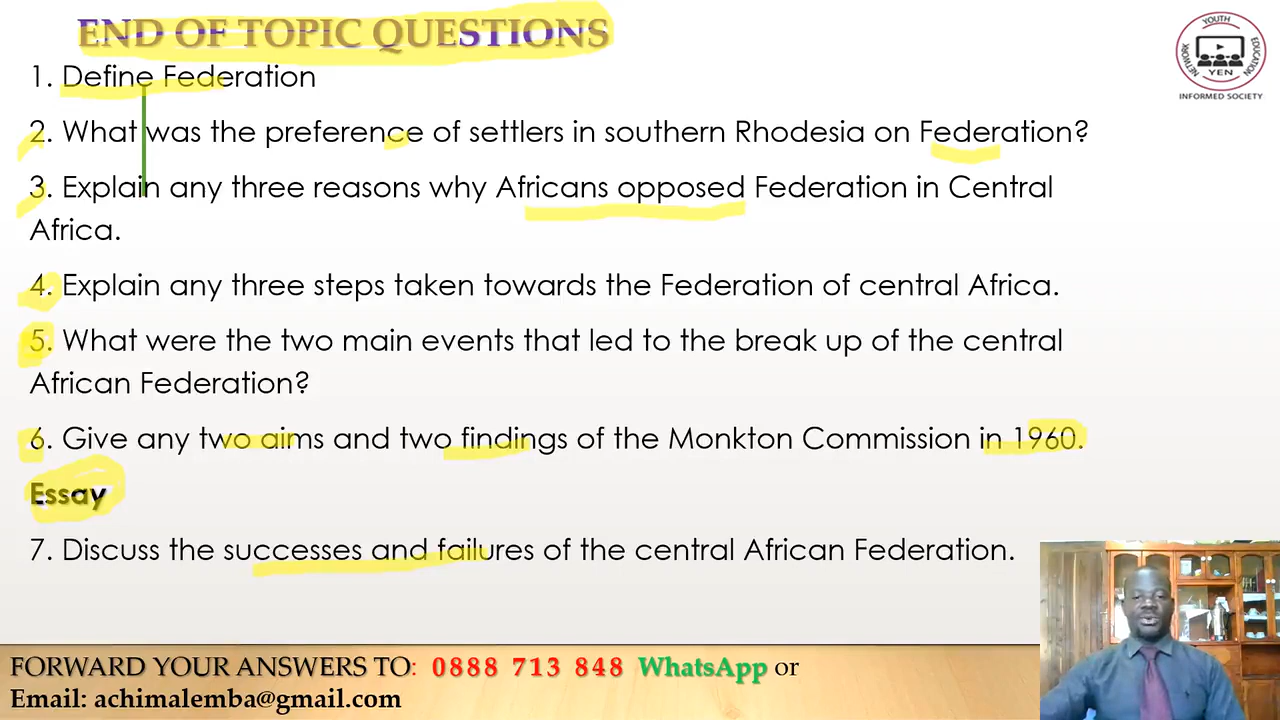 END OF TOPIC QUESTIONS
1. Define Federation
2. What was the preference of settlers in southern Rhodesia on Federation?
3. Explain any three reasons why Africans opposed Federation in Central
Africa.
4. Explain any three steps taken towards the Federation of central Africa.
5. What were the two main events that led to the break up of the central
African Federation?
6. Give any two aims and two findings of the Monkton Commission in 1960.
Essay
7. Discuss the successes and failures of the central African Federation.
YOUTH
EDUCATION
NETWORK
YEN
INFORMED SOCIETY
FORWARD YOUR ANSWERS TO: 0888 713 848 WhatsApp or
Email: achimalemba@gmail.com